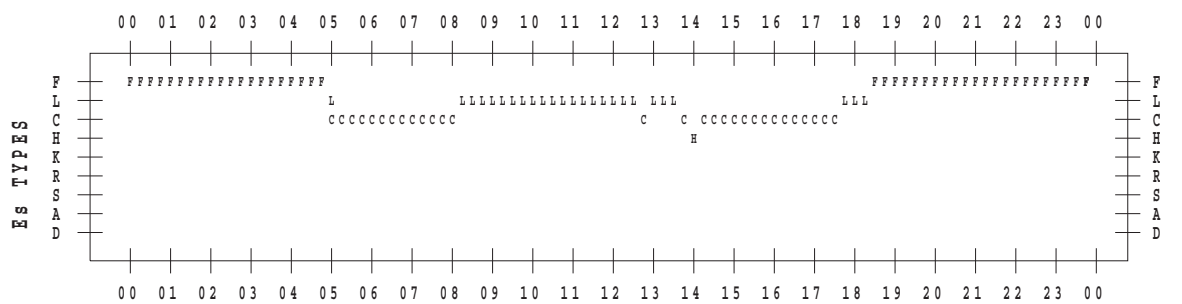 00 01 02 03 04 05 06 07 08 09 10 11 12 13 14 15 16 17 18 19 20 21 22 23 00
F FFFFFFFFFFFFFFFFFFFF FFFFFFFFFFFFFFFFFFFFFF F
L L LLLLLLLLLLLLLLLLLL LLL LLL L
C CCCCCCCCCCCCC C C CCCCCCCCCCCCCC C
H H H
K K
R R
S S
A A
D D
Es TYPES
00 01 02 03 04 05 06 07 08 09 10 11 12 13 14 15 16 17 18 19 20 21 22 23 00